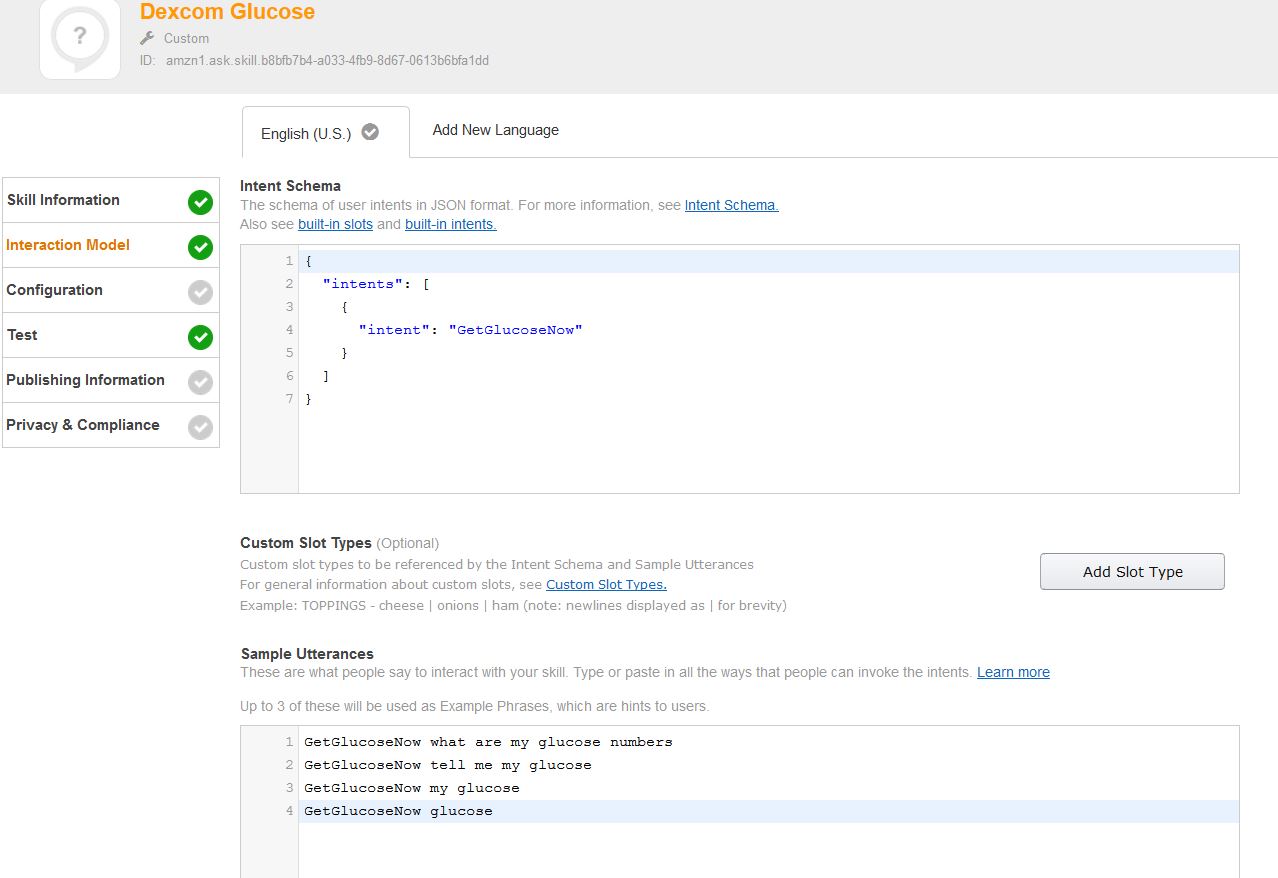 Dexcom Glucose
?
Custom
ID: amzn1.ask.skill.b8bfb7b4-a033-4fb9-8d67-0613b6bfa1dd
English (U.S.)
Add New Language
Skill Information
Interaction Model
Configuration
Test
Publishing Information
Privacy & Compliance
Intent Schema
The schema of user intents in JSON format. For more information, see Intent Schema.
Also see built-in slots and built-in intents.
1 {
2 "intents": [
3 {
4 "intent": "GetGlucoseNow"
5 }
6 ]
7 }
Custom Slot Types (Optional)
Custom slot types to be referenced by the Intent Schema and Sample Utterances
For general information about custom slots, see Custom Slot Types.
Example: TOPPINGS - cheese | onions | ham (note: newlines displayed as | for brevity)
Add Slot Type
Sample Utterances
These are what people say to interact with your skill. Type or paste in all the ways that people can invoke the intents. Learn more
Up to 3 of these will be used as Example Phrases, which are hints to users.
1 GetGlucoseNow what are my glucose numbers
2 GetGlucoseNow tell me my glucose
3 GetGlucoseNow my glucose
4 GetGlucoseNow glucose